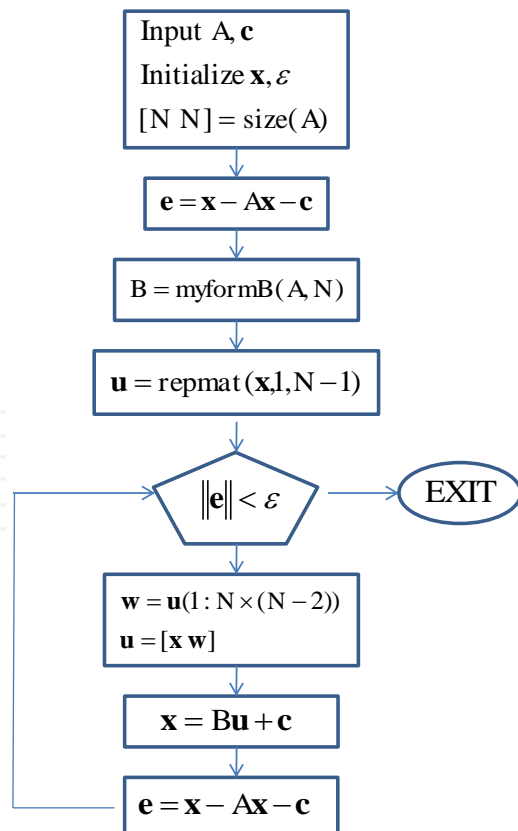 Input A, c
Initialize x, ε
[N N] = size(A)
e = x − Ax − c
B = myformB(A, N)
u = repmat(x,1, N−1)
‖e‖ < ε
EXIT
w = u(1: N×(N−2))
u = [x w]
x = Bu + c
e = x − Ax − c